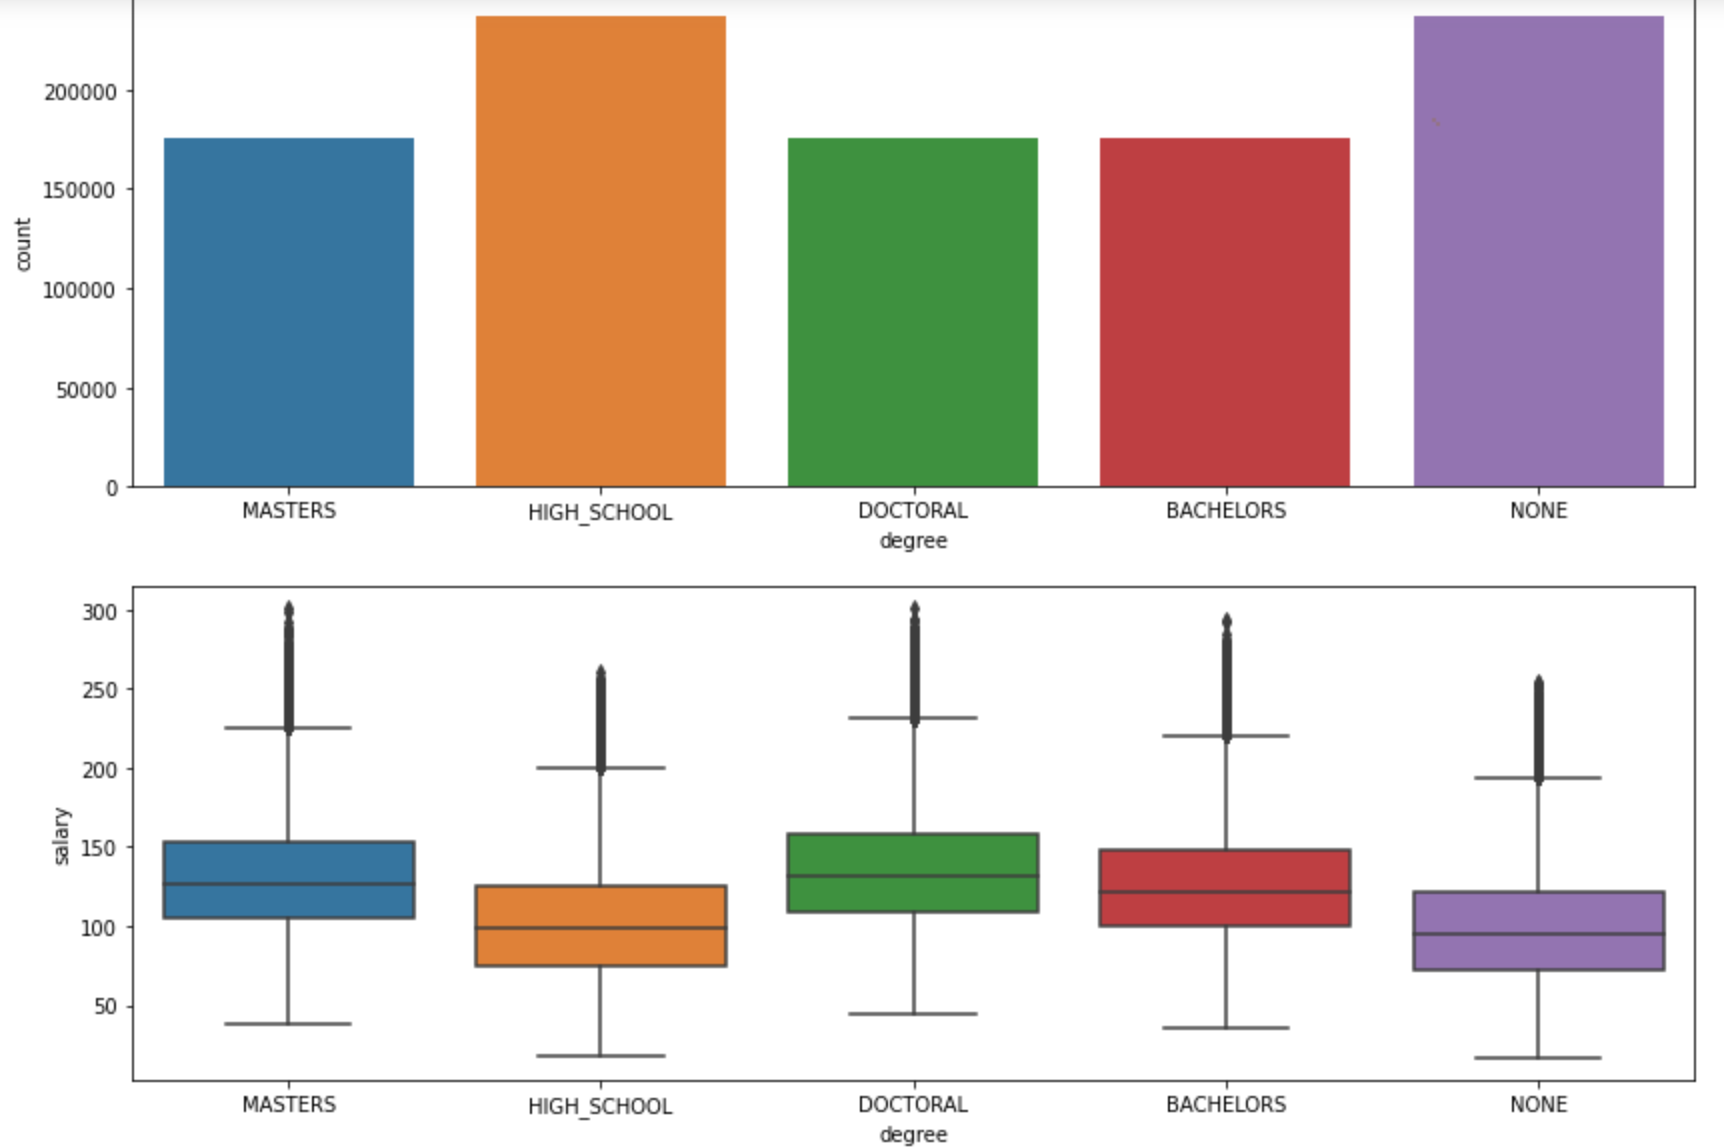 200000
150000
100000
50000
0
count
MASTERS HIGH_SCHOOL DOCTORAL BACHELORS NONE
degree
300
250
200
150
100
50
salary
MASTERS HIGH_SCHOOL DOCTORAL BACHELORS NONE
degree